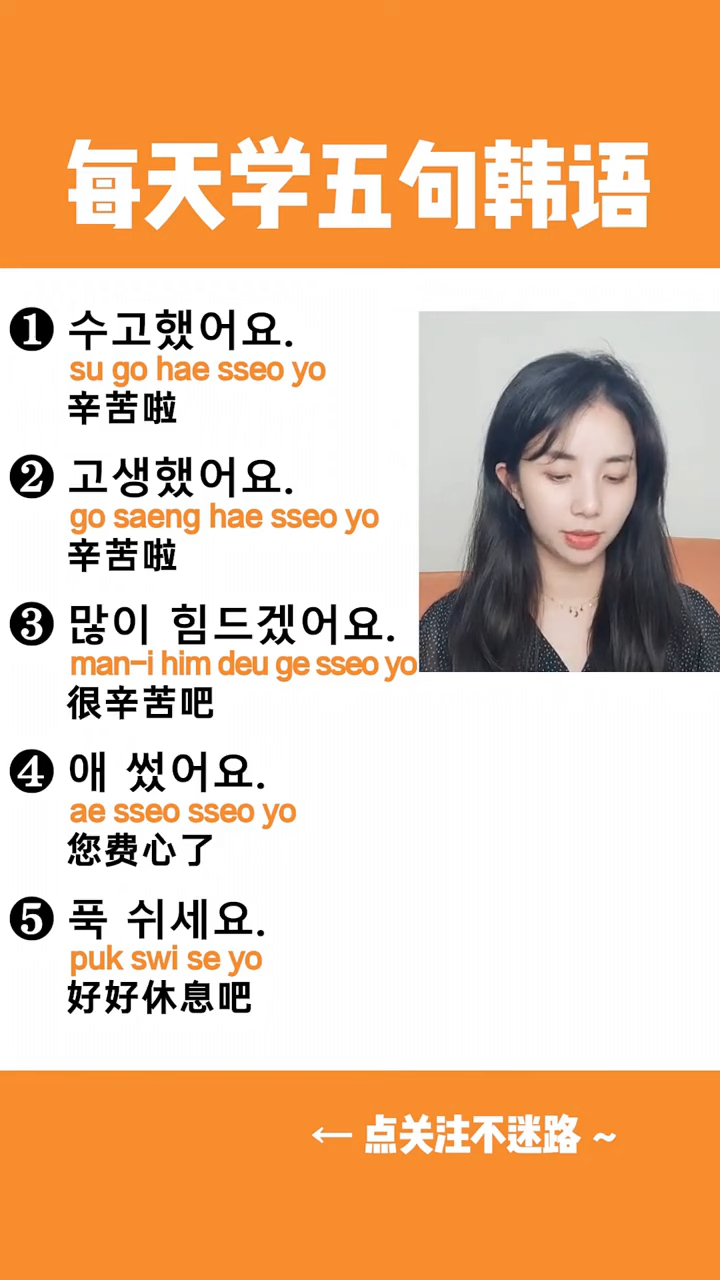 每天学五句韩语
❶ 수고했어요.
su go hae sseo yo
辛苦啦
❷ 고생했어요.
go saeng hae sseo yo
辛苦啦
❸ 많이 힘드겠어요.
man-i him deu ge sseo yo
很辛苦吧
❹ 애 썼어요.
ae sseo sseo yo
您费心了
❺ 푹 쉬세요.
puk swi se yo
好好休息吧
← 点关注不迷路 ~